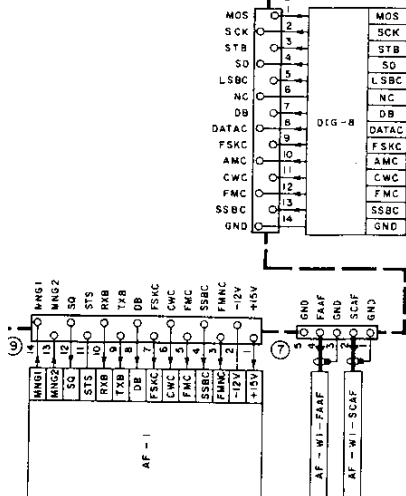 MOS 1 MOS
SCK 2 SCK
STB 3 STB
SD 4 SD
LSBC 5 LSBC
NC 6 NC
DB 7 DB
DATAC 8 DATAC
FSKC 9 FSKC
AMC 10 AMC
CWC 11 CWC
FMC 12 FMC
SSBC 13 SSBC
GND 14 GND
DIG-8
MNG1 MNG2 SQ STS RXB TXB DB FSKC CWC FMC SSBC FMNC -12V +15V
14 13 12 11 10 9 8 7 6 5 4 3 2 1
MNG1 MNG2 SQ STS RXB TXB DB FSKC CWC FMC SSBC FMNC -12V +15V
AF-1
7
GND FAAF GND SCAF GND
5 4 3 2 1
AF-W1-FAAF
AF-W1-SCAF